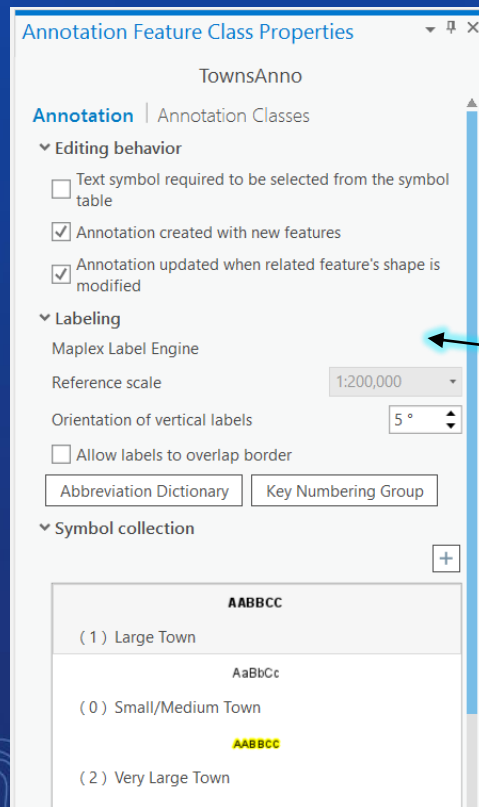 Annotation Feature Class Properties
TownsAnno
Annotation | Annotation Classes
Editing behavior
Text symbol required to be selected from the symbol
table
Annotation created with new features
Annotation updated when related feature's shape is
modified
Labeling
Maplex Label Engine
Reference scale 1:200,000
Orientation of vertical labels 5 °
Allow labels to overlap border
Abbreviation Dictionary Key Numbering Group
Symbol collection
+
AABBCC
( 1 ) Large Town
AaBbCc
( 0 ) Small/Medium Town
AABBCC
( 2 ) Very Large Town